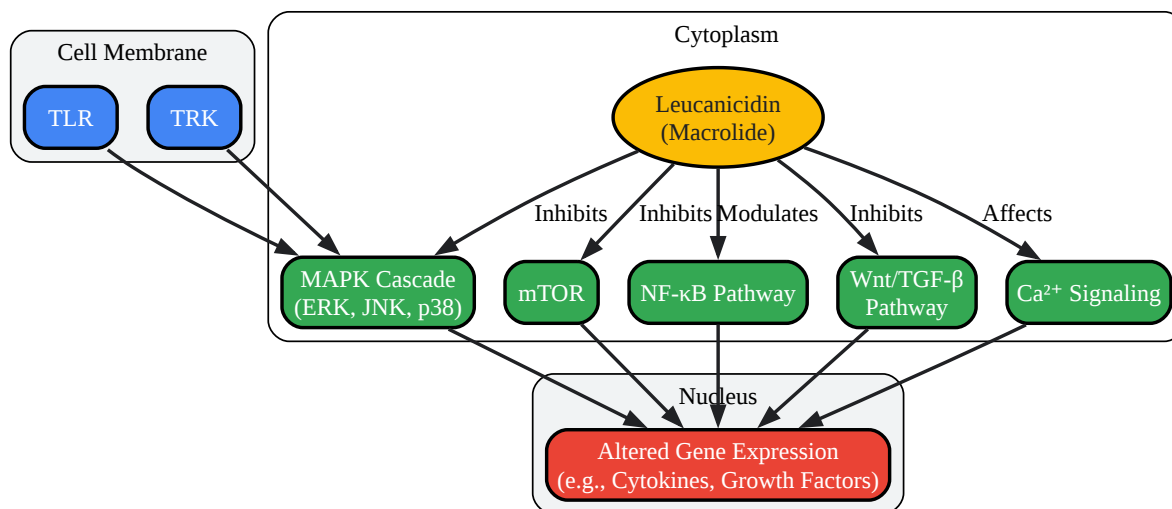 Cytoplasm
Cell Membrane
TLR
TRK
Leucanicidin
(Macrolide)
Inhibits
Inhibits
Modulates
Inhibits
Affects
MAPK Cascade
(ERK, JNK, p38)
mTOR
NF-κB Pathway
Wnt/TGF-β
Pathway
Ca²⁺ Signaling
Nucleus
Altered Gene Expression
(e.g., Cytokines, Growth Factors)